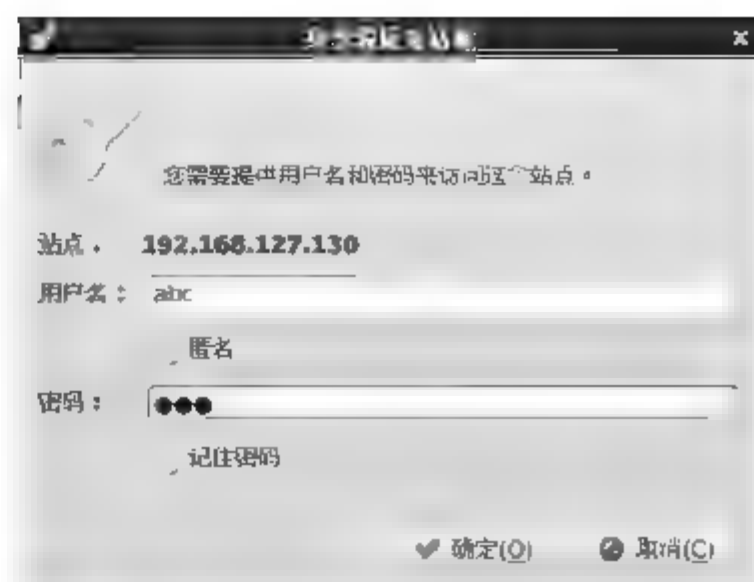 您需要提供用户名和密码来访问这个站点。
站点： 192.168.127.130
用户名： abc
匿名
密码： ●●●
记住密码
确定(O) 取消(C)